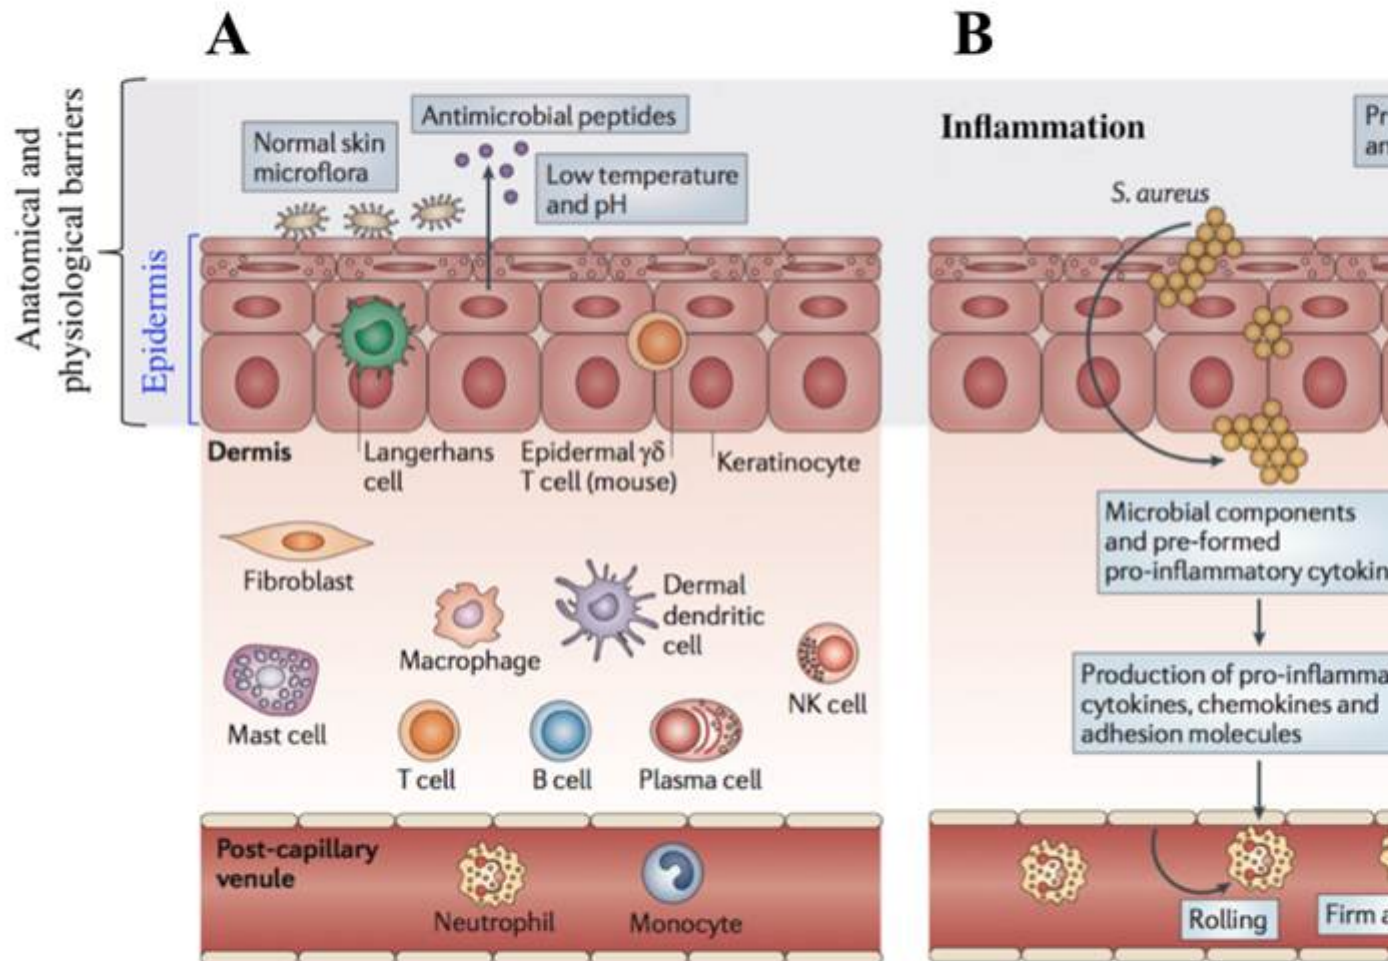 A
B
Anatomical and
physiological barriers
Epidermis
Normal skin
microflora
Antimicrobial peptides
Low temperature
and pH
Dermis
Langerhans
cell
Epidermal γδ
T cell (mouse)
Keratinocyte
Fibroblast
Macrophage
Dermal
dendritic
cell
NK cell
Mast cell
T cell
B cell
Plasma cell
Post-capillary
venule
Neutrophil
Monocyte
Inflammation
S. aureus
Microbial components
and pre-formed
pro-inflammatory
Production of
cytokines, chemokines and
adhesion molecules
Rolling
Firm